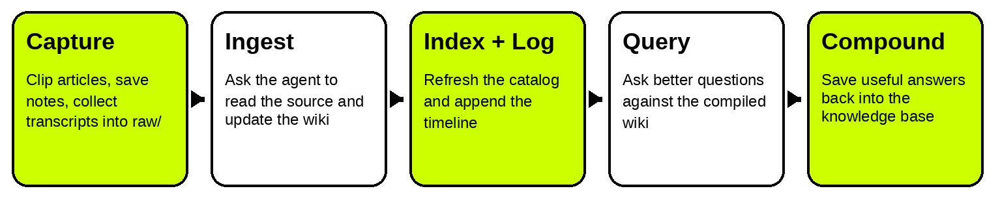 Capture
Clip articles, save
notes, collect
transcripts into raw/
Ingest
Ask the agent to
read the source and
update the wiki
Index + Log
Refresh the catalog
and append the
timeline
Query
Ask better questions
against the compiled
wiki
Compound
Save useful answers
back into the
knowledge base